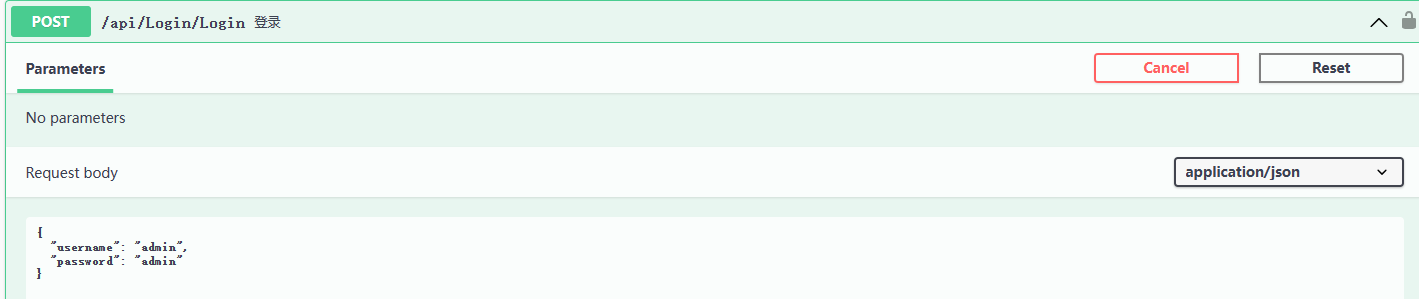 POST /api/Login/Login 登录
Parameters
Cancel
Reset
No parameters
Request body
application/json
{
"username": "admin",
"password": "admin"
}